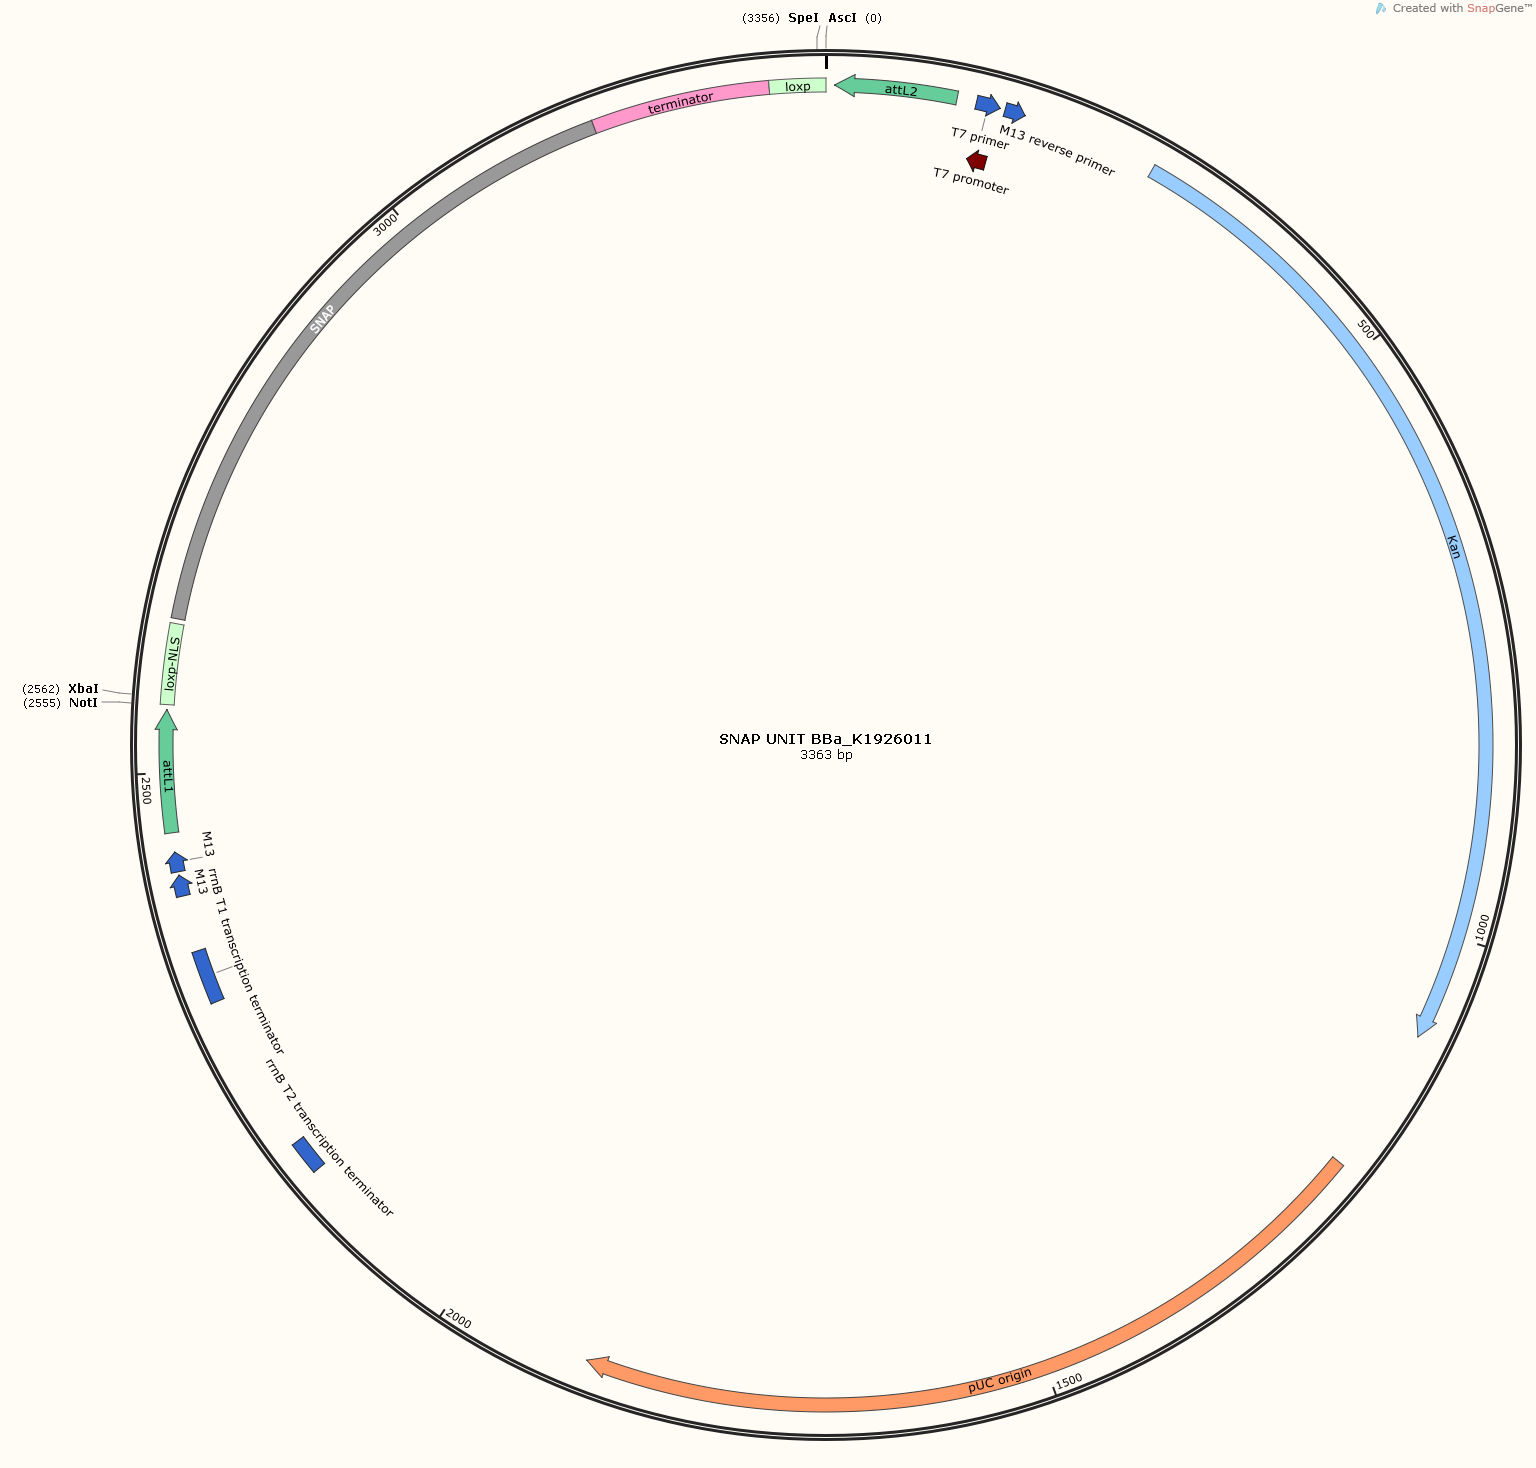 Created with SnapGene™
(3356) SpeI AscI (0)
loxp
attL2
terminator
T7 primer
M13 reverse primer
T7 promoter
3000
500
SNAP
Kan
loxp-NLS
(2562) XbaI
(2555) NotI
SNAP UNIT BBa_K1926011
3363 bp
attL1
2500
M13
M13
rrnB T1 transcription terminator
1000
rrnB T2 transcription terminator
2000
pUC origin
1500